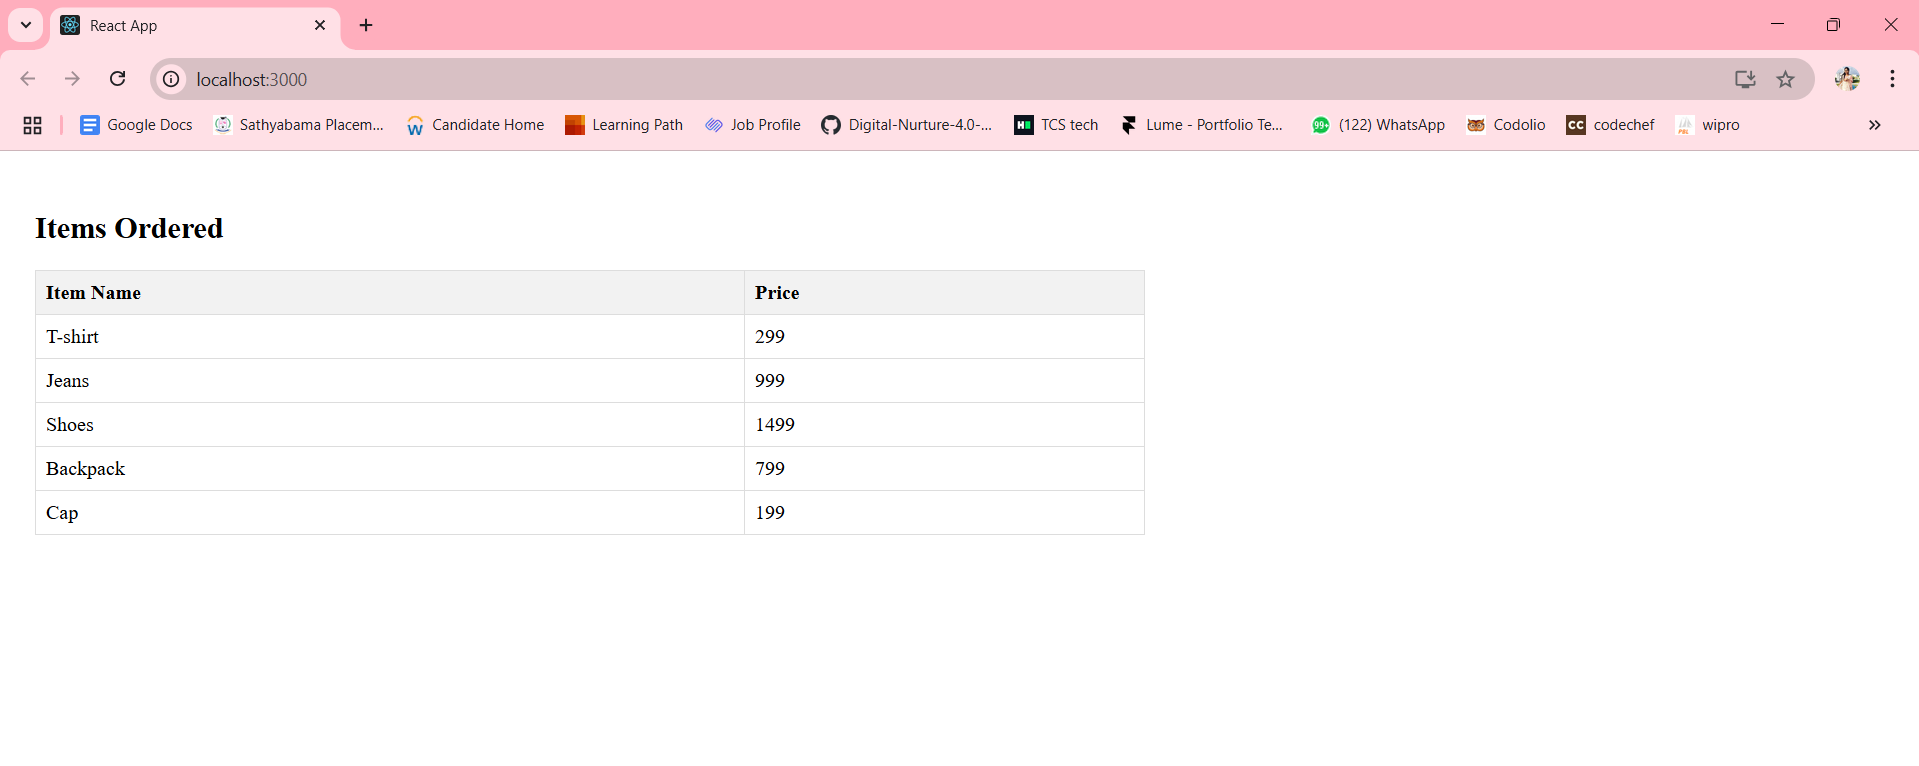 React App
localhost:3000
Google Docs Sathyabama Placem... Candidate Home Learning Path Job Profile Digital-Nurture-4.0-... TCS tech Lume - Portfolio Te... 99+ (122) WhatsApp Codolio CC codechef wipro
Items Ordered
Item Name Price
T-shirt 299
Jeans 999
Shoes 1499
Backpack 799
Cap 199